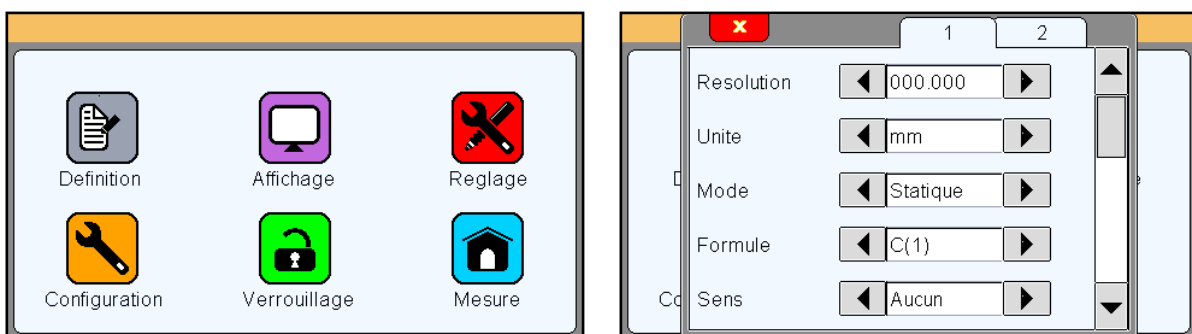 Definition Affichage Reglage
Configuration Verrouillage Mesure
x 1 2
Resolution 000.000
Unite mm
Mode Statique
Formule C(1)
Sens Aucun